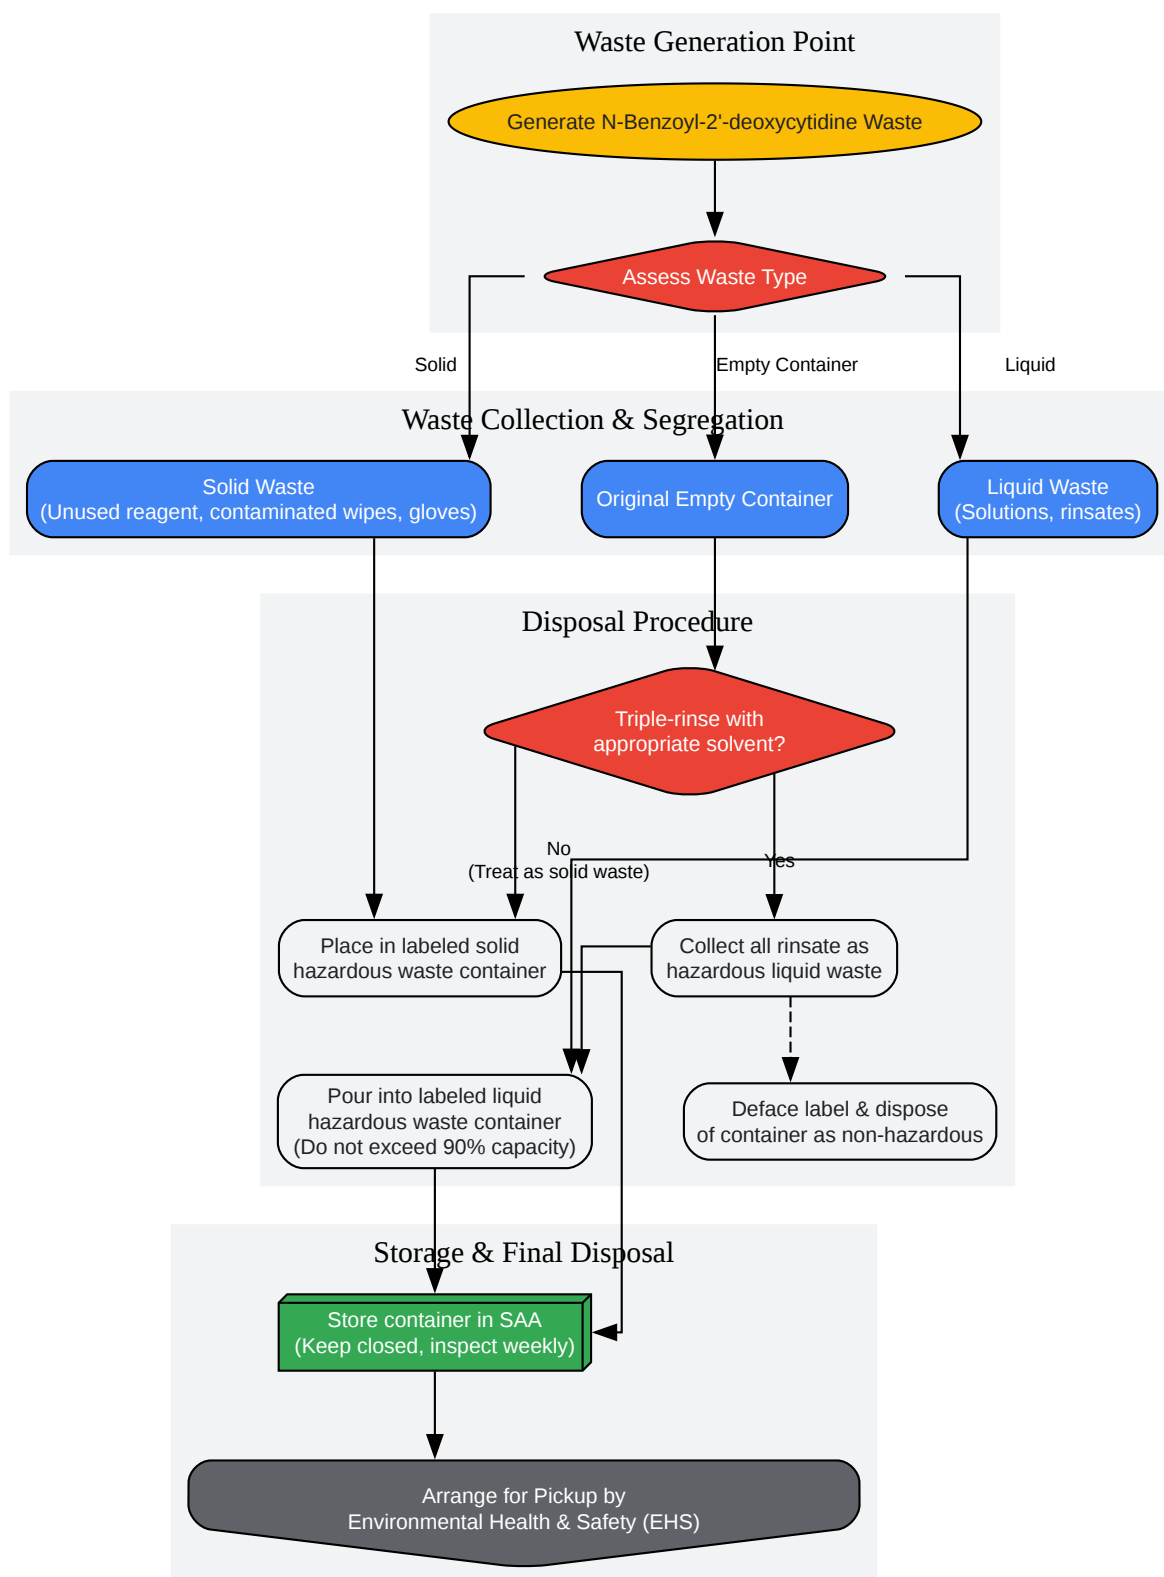 Waste Generation Point
Generate N-Benzoyl-2'-deoxycytidine Waste
Assess Waste Type
Solid
Empty Container
Liquid
Waste Collection & Segregation
Solid Waste
(Unused reagent, contaminated wipes, gloves)
Original Empty Container
Liquid Waste
(Solutions, rinsates)
Disposal Procedure
Triple-rinse with
appropriate solvent?
No
(Treat as solid waste)
Yes
Place in labeled solid
hazardous waste container
Collect all rinsate as
hazardous liquid waste
Pour into labeled liquid
hazardous waste container
(Do not exceed 90% capacity)
Deface label & dispose
of container as non-hazardous
Storage & Final Disposal
Store container in SAA
(Keep closed, inspect weekly)
Arrange for Pickup by
Environmental Health & Safety (EHS)